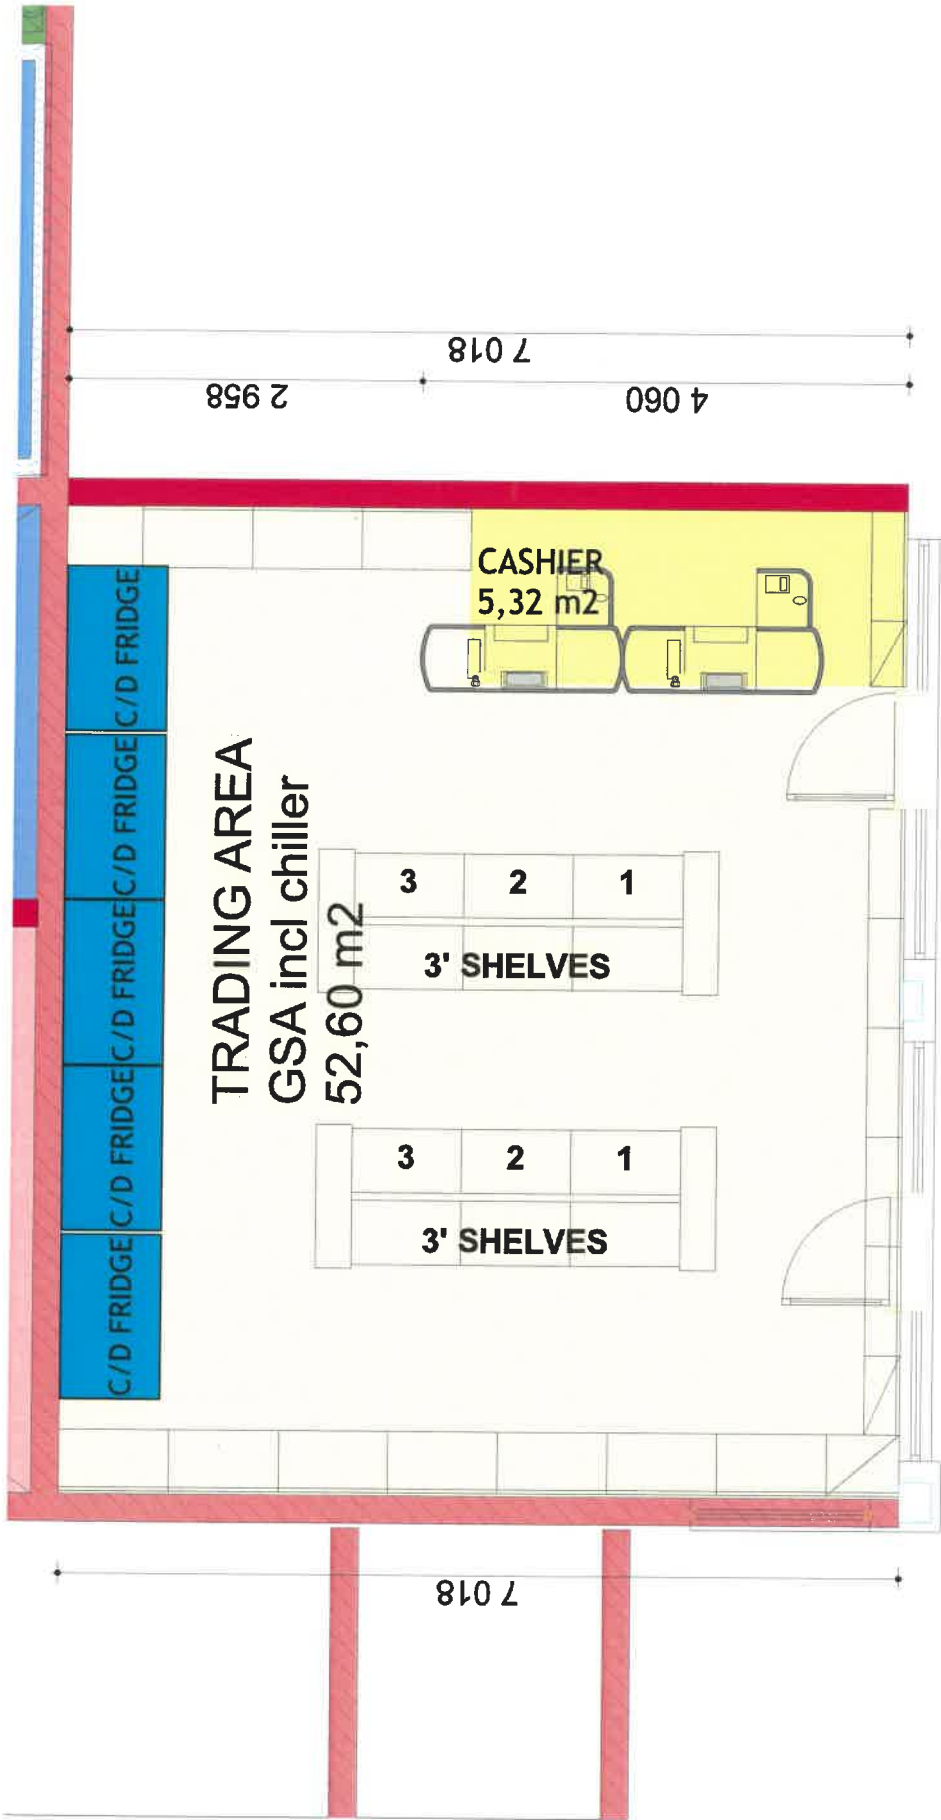 7 018
2 958
4 060
CASHIER
5,32 m2
C/D FRIDGE
C/D FRIDGE
C/D FRIDGE
C/D FRIDGE
C/D FRIDGE
TRADING AREA
GSA incl chiller
52,60 m2
3 2 1
3' SHELVES
3 2 1
3' SHELVES
7 018